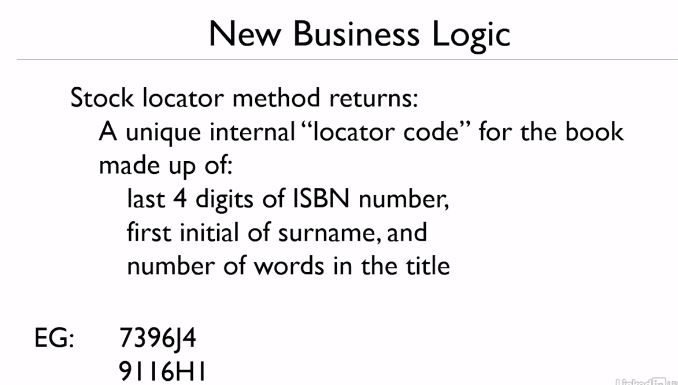 New Business Logic
Stock locator method returns:
A unique internal “locator code” for the book
made up of:
last 4 digits of ISBN number,
first initial of surname, and
number of words in the title
EG: 7396J4
9116H1